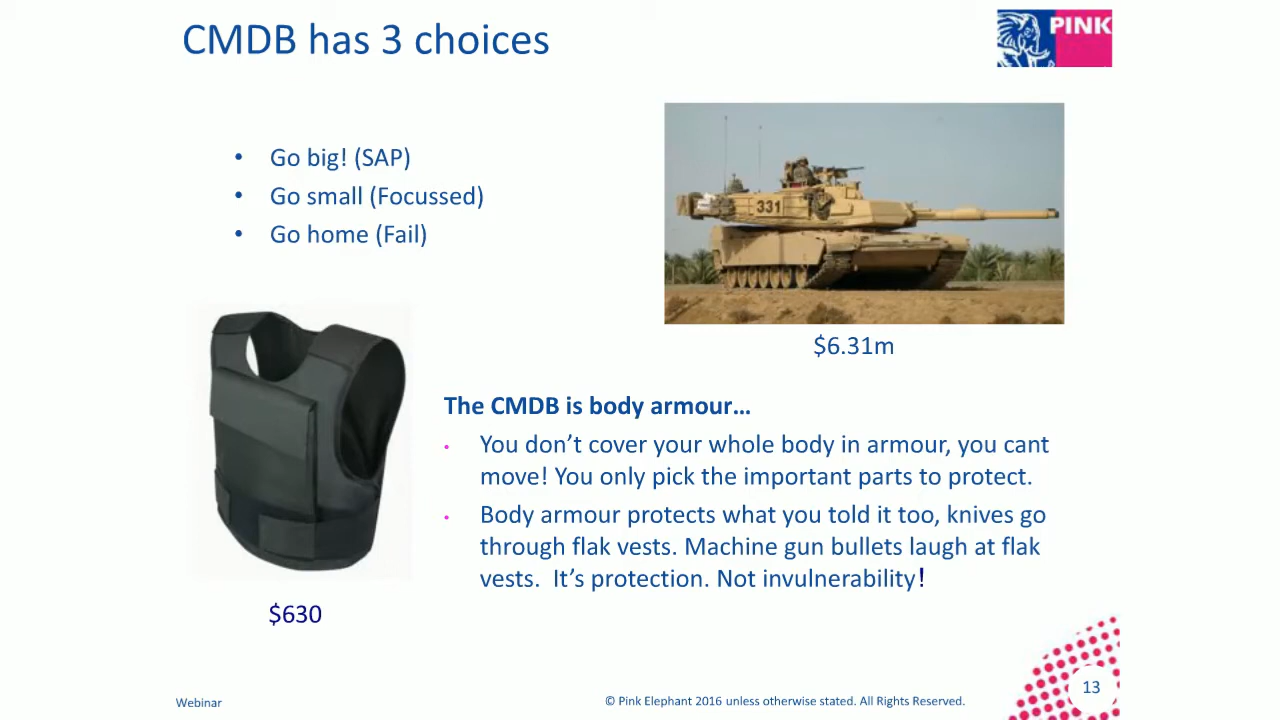 CMDB has 3 choices
PINK
• Go big! (SAP)
• Go small (Focussed)
• Go home (Fail)
331
$6.31m
The CMDB is body armour…
• You don’t cover your whole body in armour, you cant
move! You only pick the important parts to protect.
• Body armour protects what you told it too, knives go
through flak vests. Machine gun bullets laugh at flak
vests.  It’s protection. Not invulnerability!
$630
Webinar
© Pink Elephant 2016 unless otherwise stated. All Rights Reserved.
13